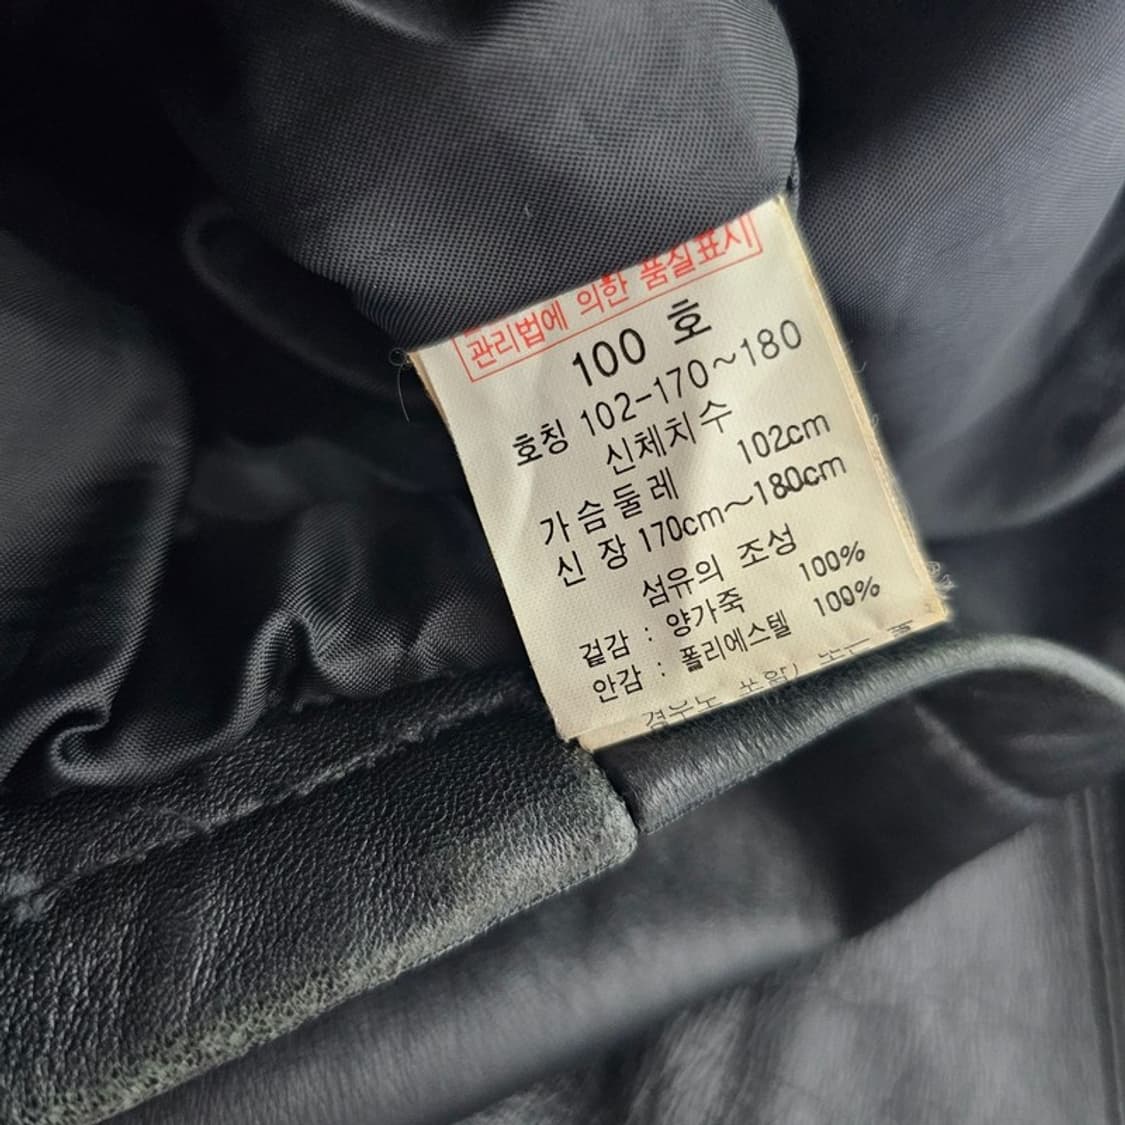 관리법에 의한 품질표시
100 호
호칭 102-170~180
신체치수
가슴둘레 102cm
신 장 170cm~180cm
섬유의 조성
겉감 : 양가죽 100%
안감 : 폴리에스텔 100%